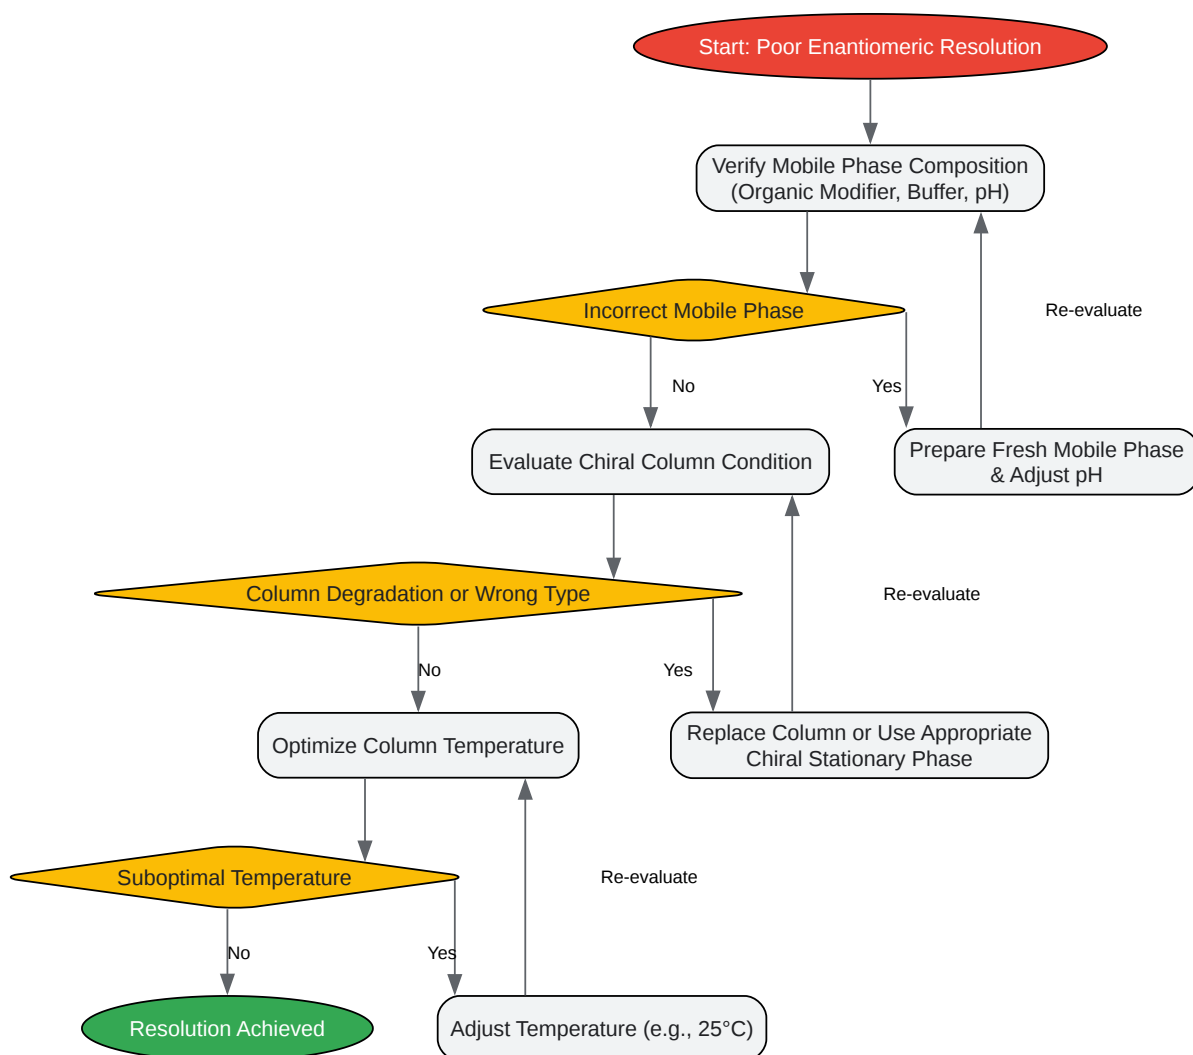 Start: Poor Enantiomeric Resolution
Verify Mobile Phase Composition
(Organic Modifier, Buffer, pH)
Incorrect Mobile Phase
Re-evaluate
No
Yes
Evaluate Chiral Column Condition
Prepare Fresh Mobile Phase
& Adjust pH
Column Degradation or Wrong Type
Re-evaluate
No
Yes
Optimize Column Temperature
Replace Column or Use Appropriate
Chiral Stationary Phase
Suboptimal Temperature
Re-evaluate
No
Yes
Resolution Achieved
Adjust Temperature (e.g., 25°C)